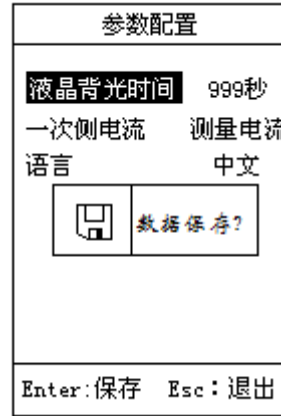 参数配置
液晶背光时间 999秒
一次侧电流 测量电流
语言 中文
数据保存?
Enter:保存 Esc：退出